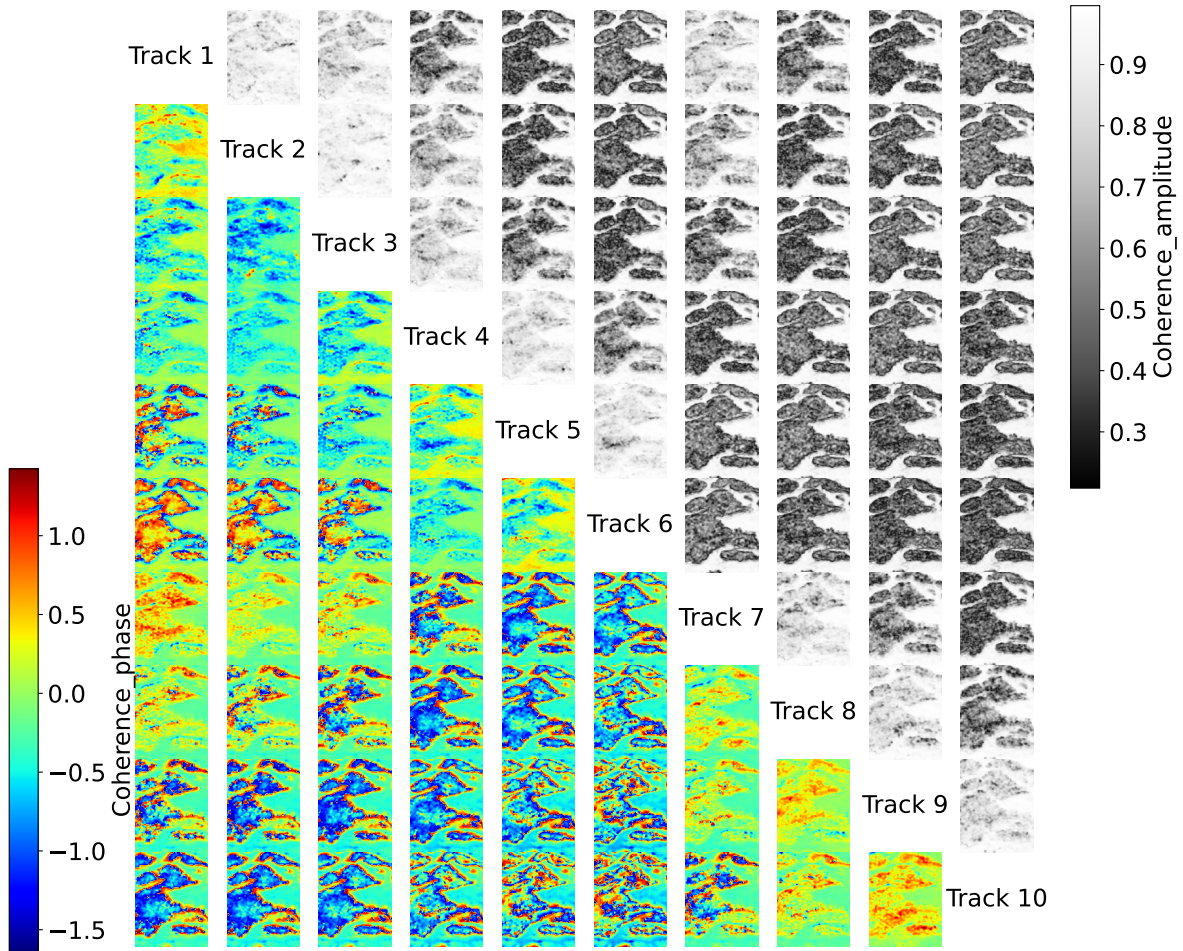 Track 1
Track 2
Track 3
Track 4
Track 5
Track 6
Track 7
Track 8
Track 9
Track 10
0.9
0.8
0.7
0.6
0.5
0.4
0.3
Coherence_amplitude
1.0
0.5
0.0
−0.5
−1.0
−1.5
Coherence_phase